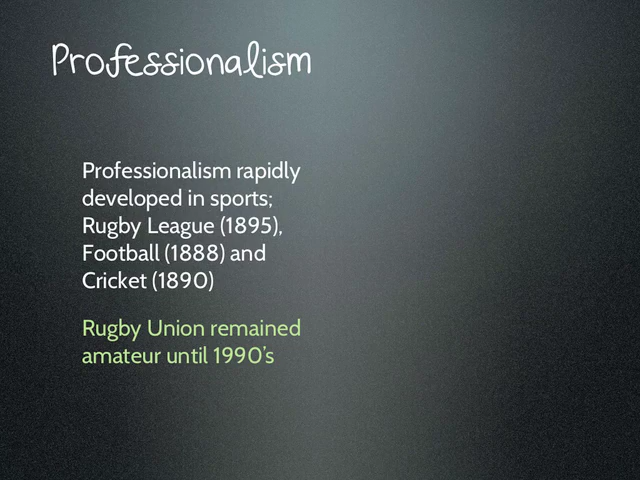 Professionalism
Professionalism rapidly
developed in sports;
Rugby League (1895),
Football (1888) and
Cricket (1890)
Rugby Union remained
amateur until 1990’s